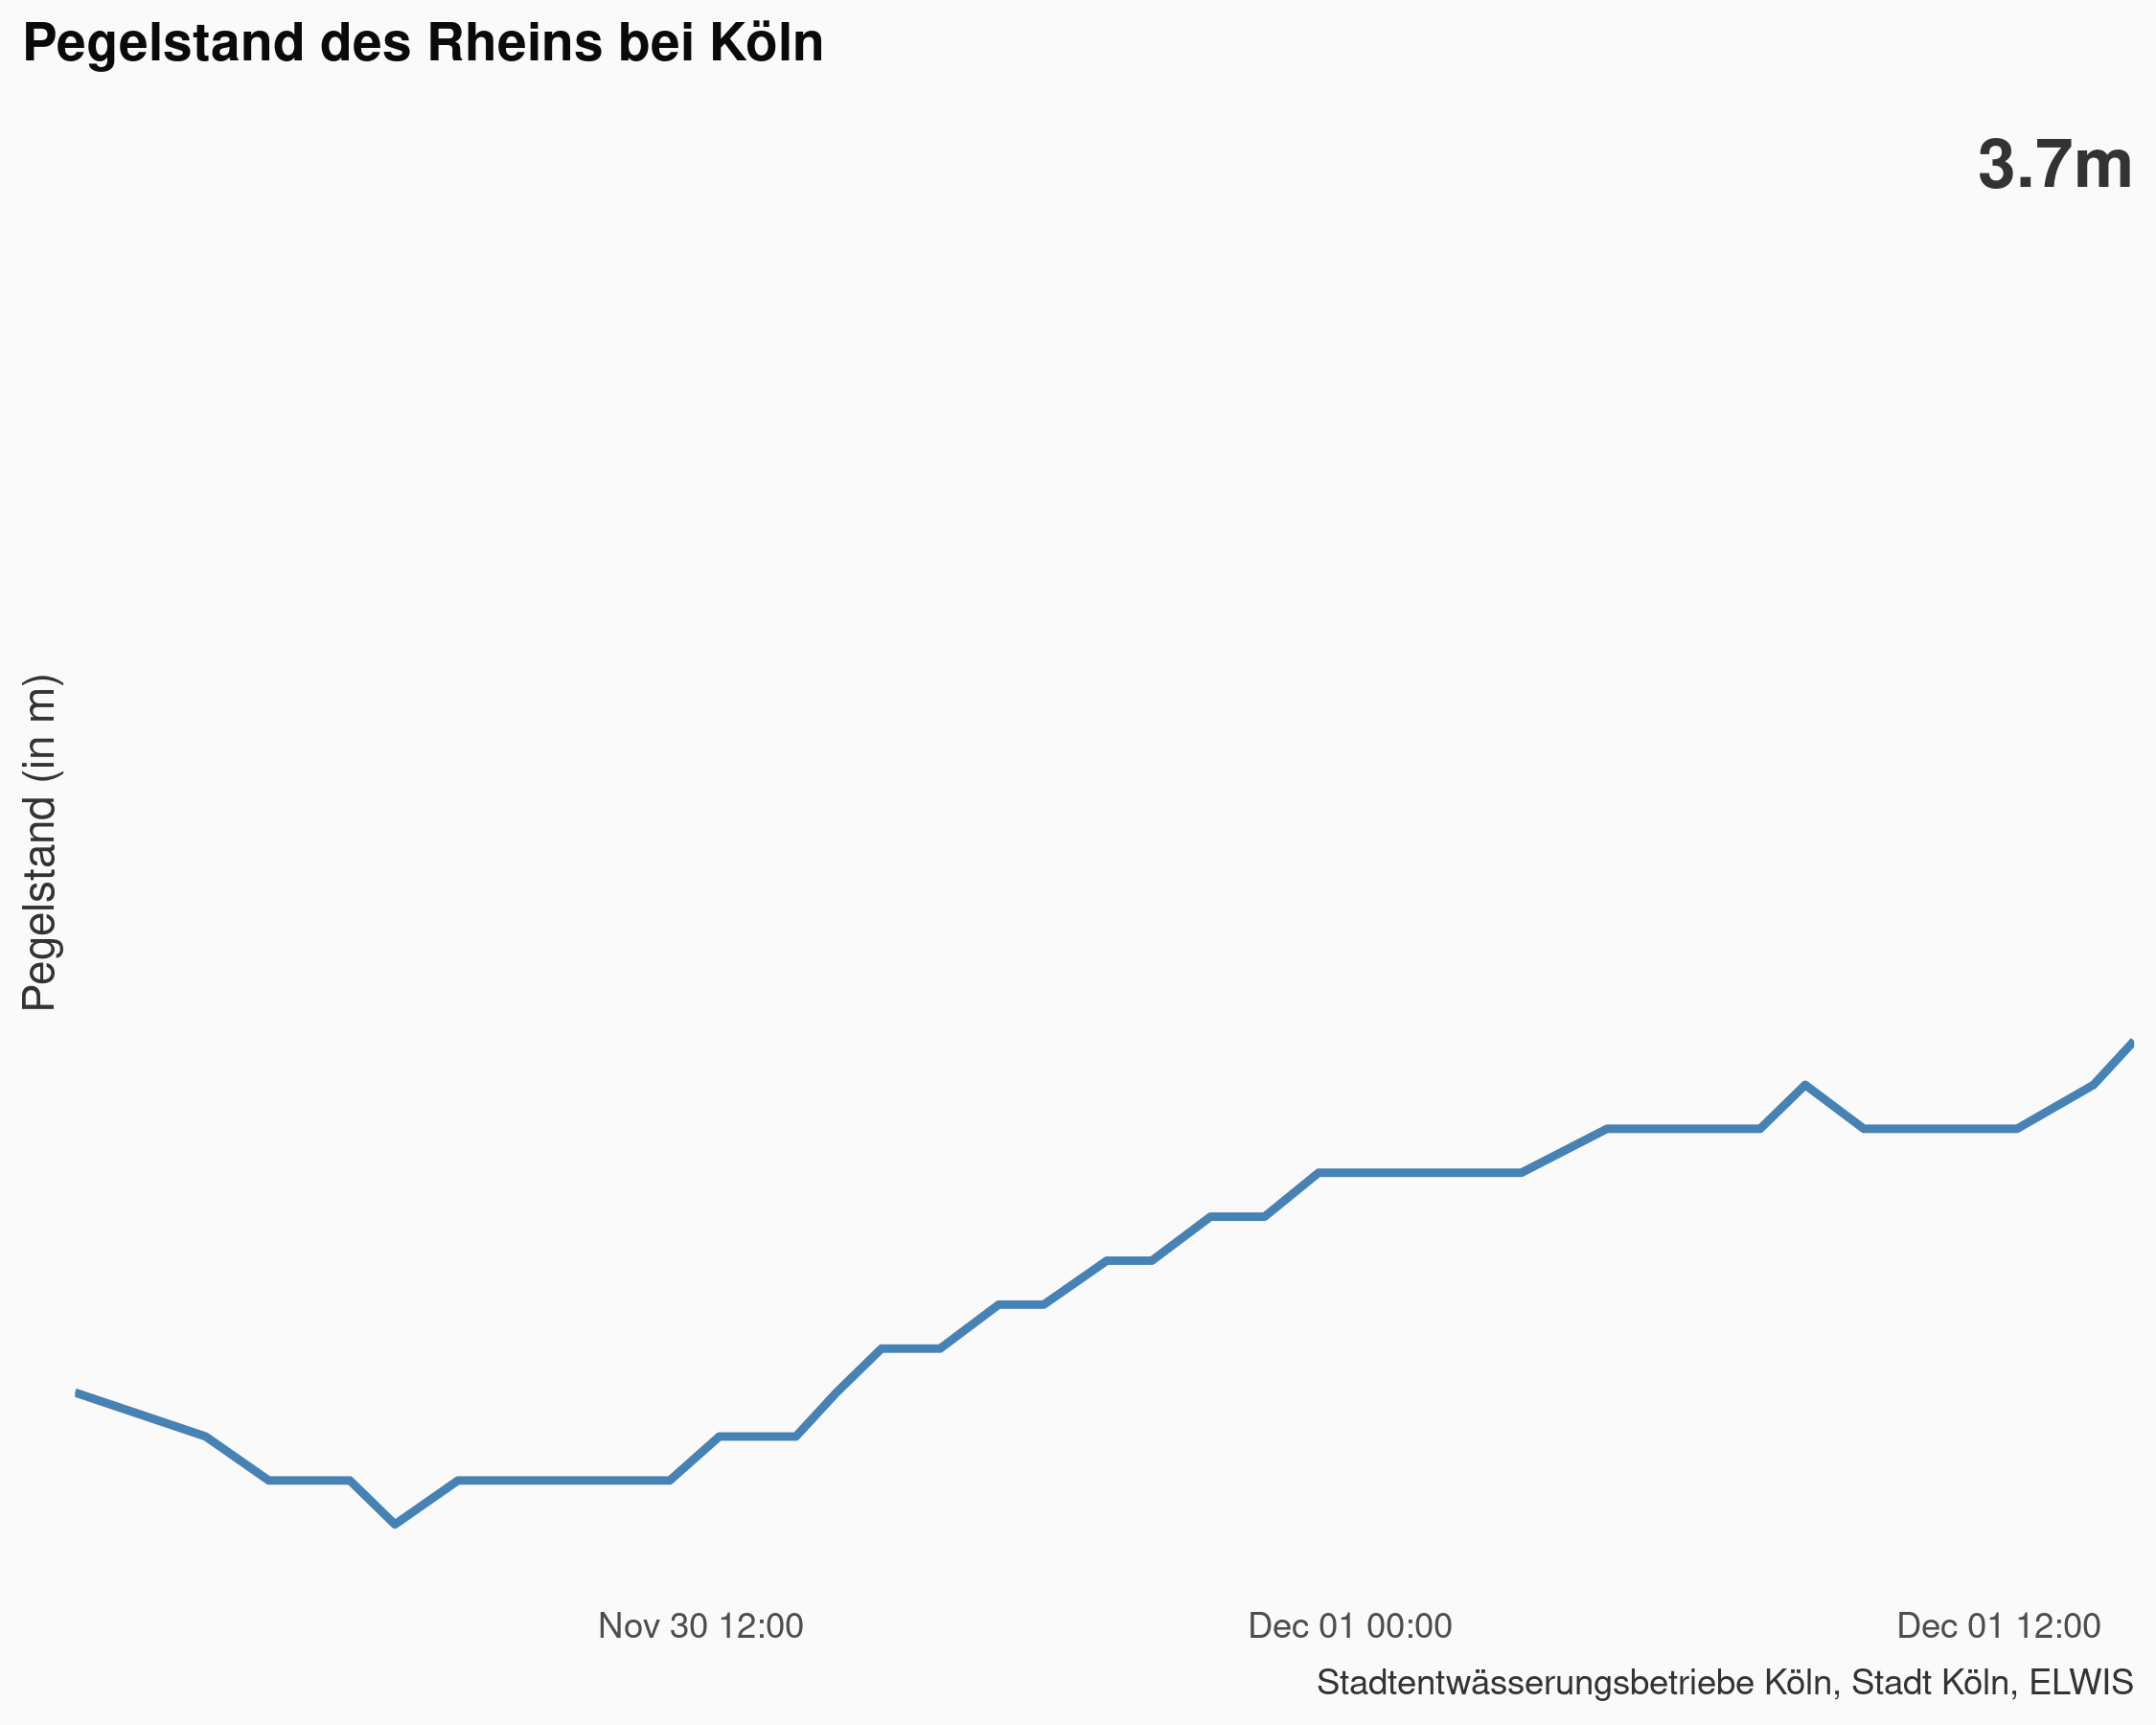 Pegelstand des Rheins bei Köln
3.7m
Pegelstand (in m)
Nov 30 12:00
Dec 01 00:00
Dec 01 12:00
Stadtentwässerungsbetriebe Köln, Stadt Köln, ELWIS